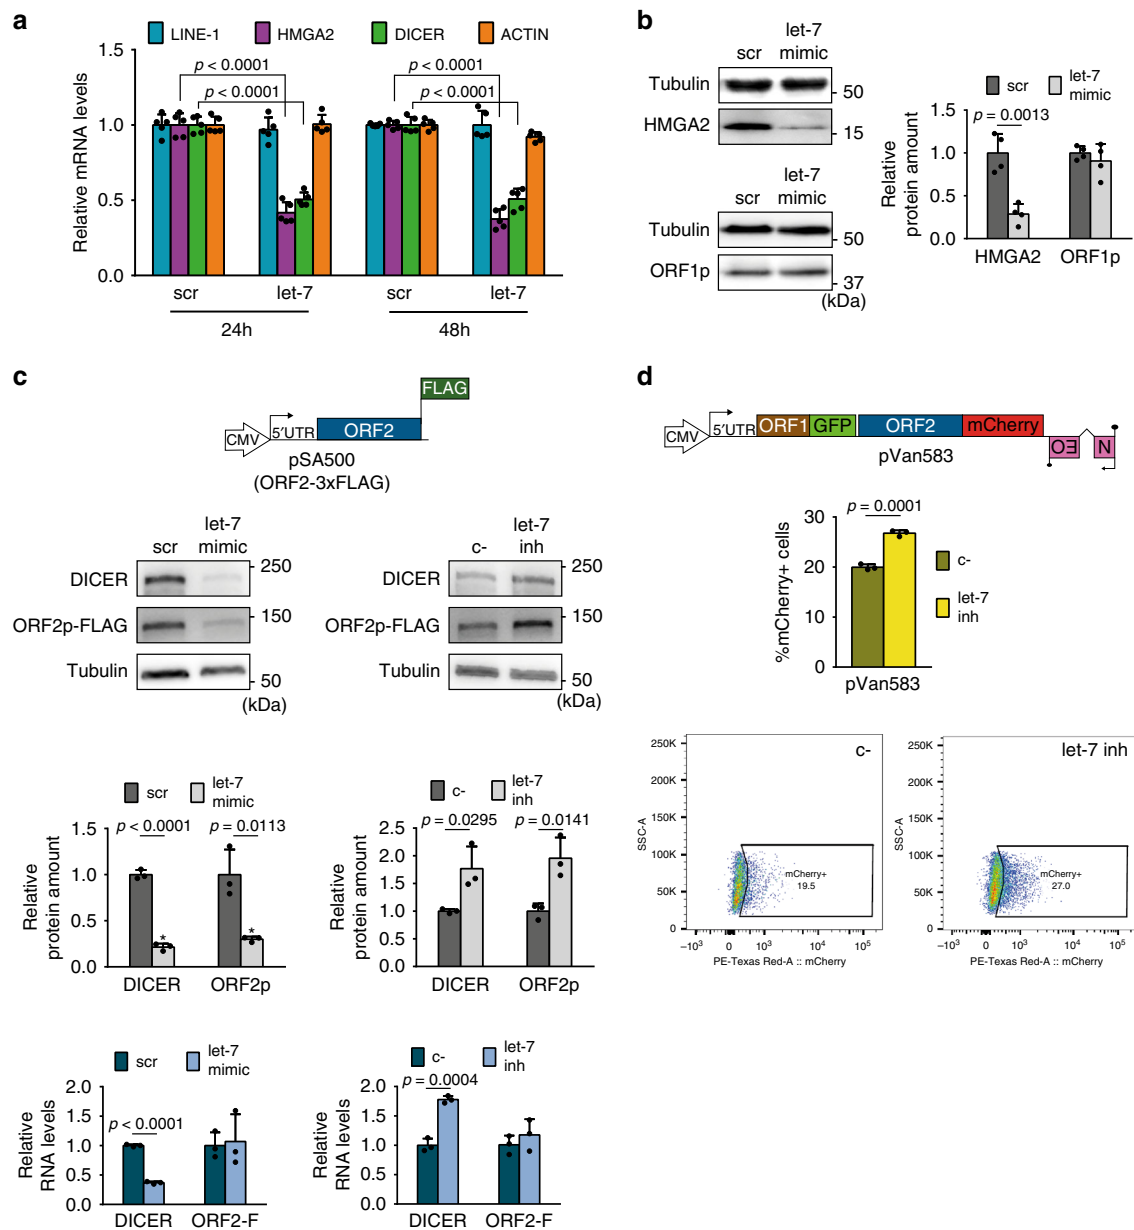 a
LINE-1 HMGA2 DICER ACTIN
Relative mRNA levels
1.5
1.0
0.5
0.0
p < 0.0001
p < 0.0001
p < 0.0001
p < 0.0001
scr let-7 scr let-7
24h 48h
b
scr let-7 mimic
Tubulin 50
HMGA2 15
scr let-7 mimic
Tubulin 50
ORF1p 37
(kDa)
scr let-7 mimic
Relative protein amount
1.5
1.0
0.5
0.0
p = 0.0013
HMGA2 ORF1p
c
FLAG
CMV 5′UTR ORF2
pSA500
(ORF2-3xFLAG)
scr let-7 mimic
DICER 250
ORF2p-FLAG 150
Tubulin 50
(kDa)
c- let-7 inh
DICER 250
ORF2p-FLAG 150
Tubulin 50
(kDa)
scr let-7 mimic
Relative protein amount
1.5
1.0
0.5
0.0
p < 0.0001 p = 0.0113
* *
DICER ORF2p
c- let-7 inh
Relative protein amount
2.5
2.0
1.5
1.0
0.5
0.0
p = 0.0295 p = 0.0141
DICER ORF2p
scr let-7 mimic
Relative RNA levels
2.0
1.5
1.0
0.5
0.0
p < 0.0001
DICER ORF2-F
c- let-7 inh
Relative RNA levels
2.0
1.5
1.0
0.5
0.0
p = 0.0004
DICER ORF2-F
d
CMV 5′UTR ORF1 GFP ORF2 mCherry EO N
pVan583
%mCherry+ cells
30
20
10
0
p = 0.0001
c-
let-7 inh
pVan583
c-
SSC-A
250K
200K
150K
100K
50K
0
mCherry+
19.5
−10³ 0 10³ 10⁴ 10⁵
PE-Texas Red-A :: mCherry
let-7 inh
SSC-A
250K
200K
150K
100K
50K
0
mCherry+
27.0
−10³ 0 10³ 10⁴ 10⁵
PE-Texas Red-A :: mCherry